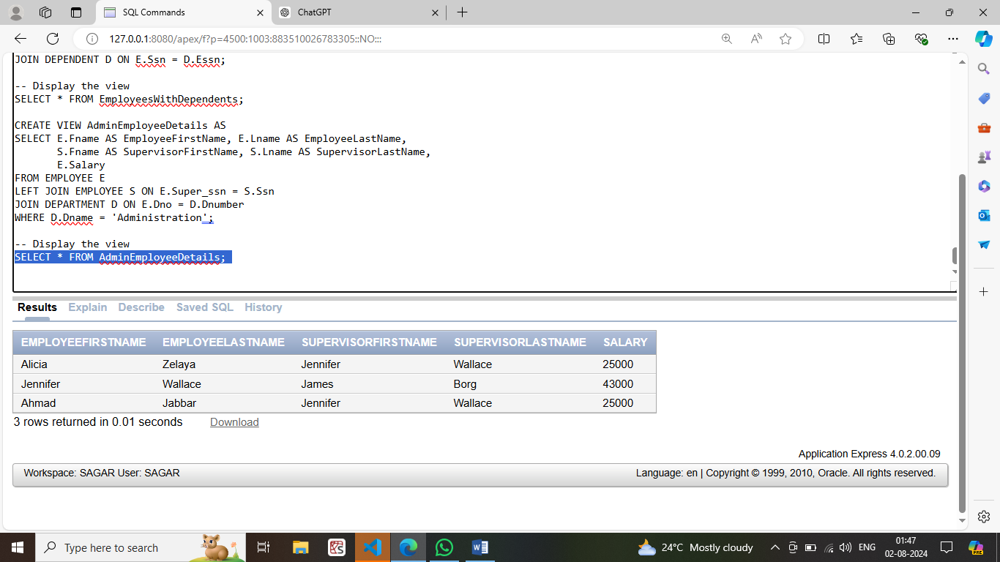 SQL Commands
ChatGPT
127.0.0.1:8080/apex/f?p=4500:1003:883510026783305::NO:::
JOIN DEPENDENT D ON E.Ssn = D.Essn;
-- Display the view
SELECT * FROM EmployeesWithDependents;
CREATE VIEW AdminEmployeeDetails AS
SELECT E.Fname AS EmployeeFirstName, E.Lname AS EmployeeLastName,
S.Fname AS SupervisorFirstName, S.Lname AS SupervisorLastName,
E.Salary
FROM EMPLOYEE E
LEFT JOIN EMPLOYEE S ON E.Super_ssn = S.Ssn
JOIN DEPARTMENT D ON E.Dno = D.Dnumber
WHERE D.Dname = 'Administration';
-- Display the view
SELECT * FROM AdminEmployeeDetails;
Results Explain Describe Saved SQL History
EMPLOYEEFIRSTNAME EMPLOYEELASTNAME SUPERVISORFIRSTNAME SUPERVISORLASTNAME SALARY
Alicia Zelaya Jennifer Wallace 25000
Jennifer Wallace James Borg 43000
Ahmad Jabbar Jennifer Wallace 25000
3 rows returned in 0.01 seconds Download
Application Express 4.0.2.00.09
Workspace: SAGAR User: SAGAR Language: en | Copyright © 1999, 2010, Oracle. All rights reserved.
Type here to search 24°C Mostly cloudy ENG 01:47
02-08-2024
PRE